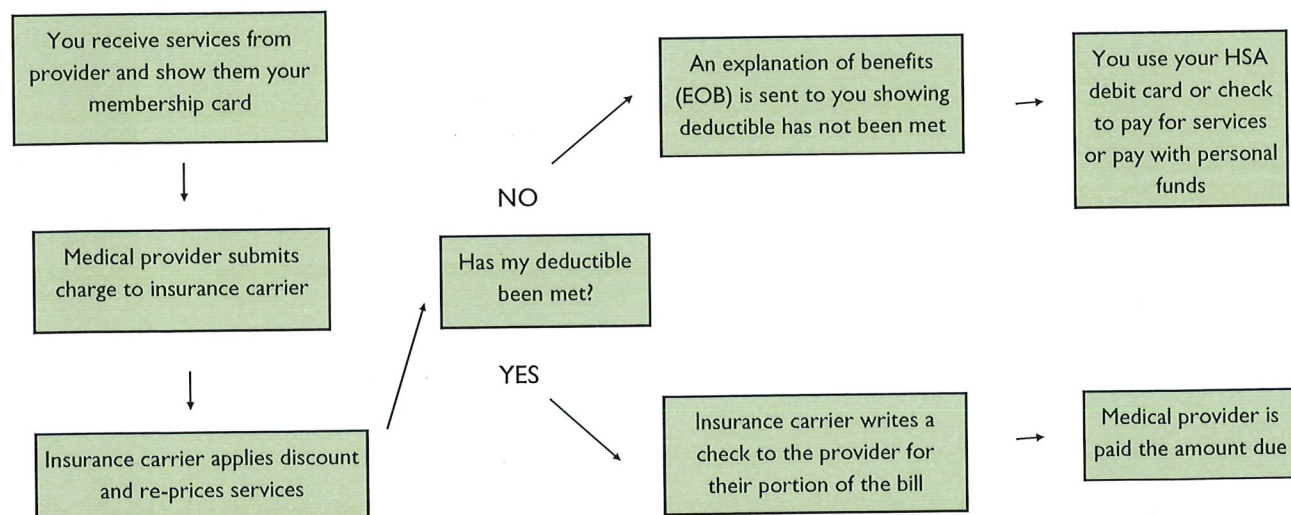 You receive services from
provider and show them your
membership card
Medical provider submits
charge to insurance carrier
Insurance carrier applies discount
and re-prices services
Has my deductible
been met?
NO
An explanation of benefits
(EOB) is sent to you showing
deductible has not been met
You use your HSA
debit card or check
to pay for services
or pay with personal
funds
YES
Insurance carrier writes a
check to the provider for
their portion of the bill
Medical provider is
paid the amount due